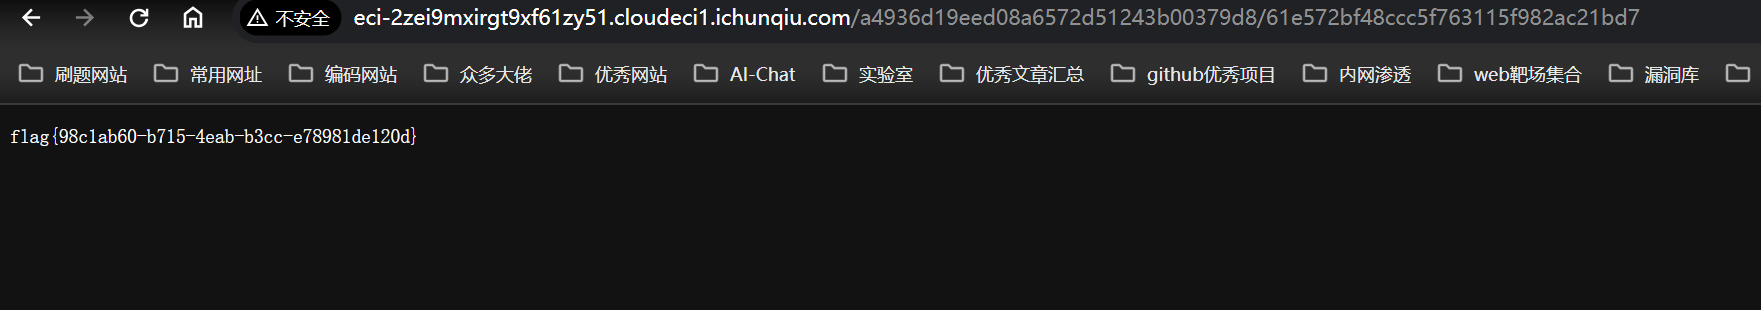 不安全 eci-2zei9mxirgt9xf61zy51.cloudeci1.ichunqiu.com/a4936d19eed08a6572d51243b00379d8/61e572bf48ccc5f763115f982ac21bd7
刷题网站 常用网址 编码网站 众多大佬 优秀网站 AI-Chat 实验室 优秀文章汇总 github优秀项目 内网渗透 web靶场集合 漏洞库
flag{98c1ab60-b715-4eab-b3cc-e78981de120d}